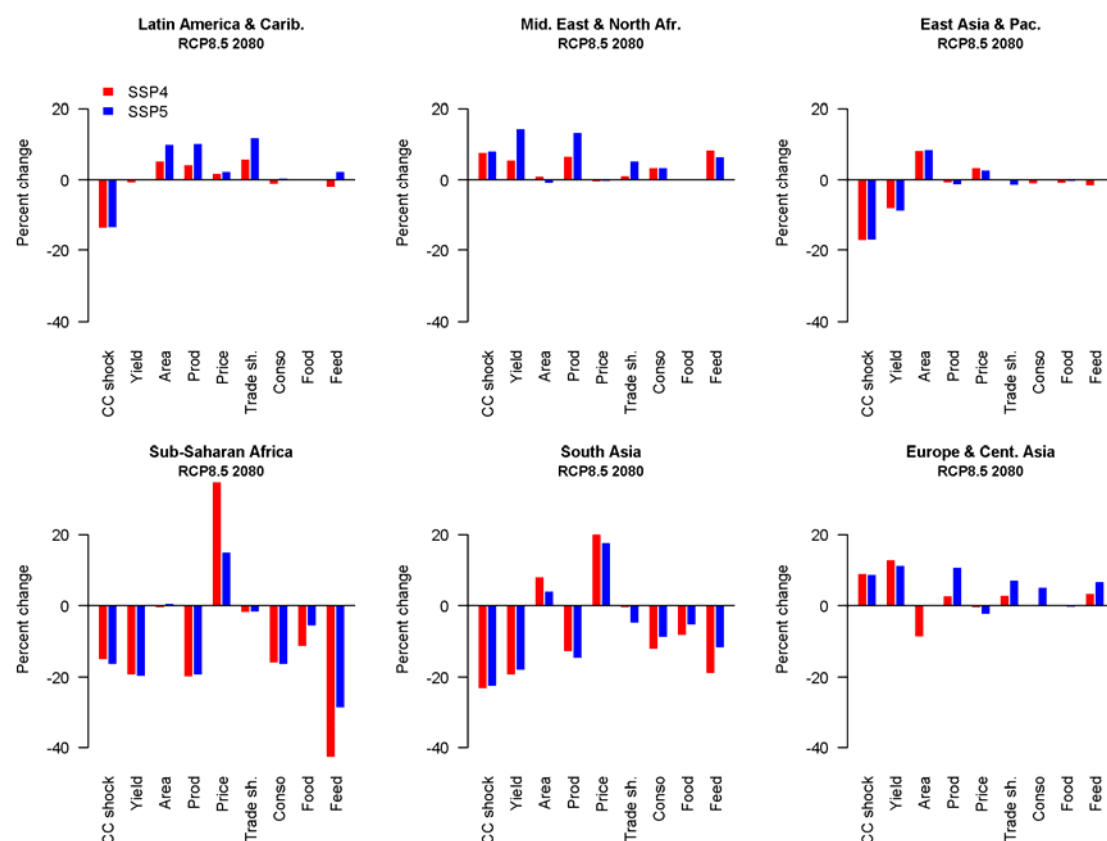 Latin America & Carib.
RCP8.5 2080
SSP4
SSP5
Percent change
20
0
-20
-40
CC shock
Yield
Area
Prod
Price
Trade sh.
Conso
Food
Feed
Mid. East & North Afr.
RCP8.5 2080
Percent change
20
0
-20
-40
CC shock
Yield
Area
Prod
Price
Trade sh.
Conso
Food
Feed
East Asia & Pac.
RCP8.5 2080
Percent change
20
0
-20
-40
CC shock
Yield
Area
Prod
Price
Trade sh.
Conso
Food
Feed
Sub-Saharan Africa
RCP8.5 2080
Percent change
20
0
-20
-40
CC shock
Yield
Area
Prod
Price
Trade sh.
Conso
Food
Feed
South Asia
RCP8.5 2080
Percent change
20
0
-20
-40
CC shock
Yield
Area
Prod
Price
Trade sh.
Conso
Food
Feed
Europe & Cent. Asia
RCP8.5 2080
Percent change
20
0
-20
-40
CC shock
Yield
Area
Prod
Price
Trade sh.
Conso
Food
Feed